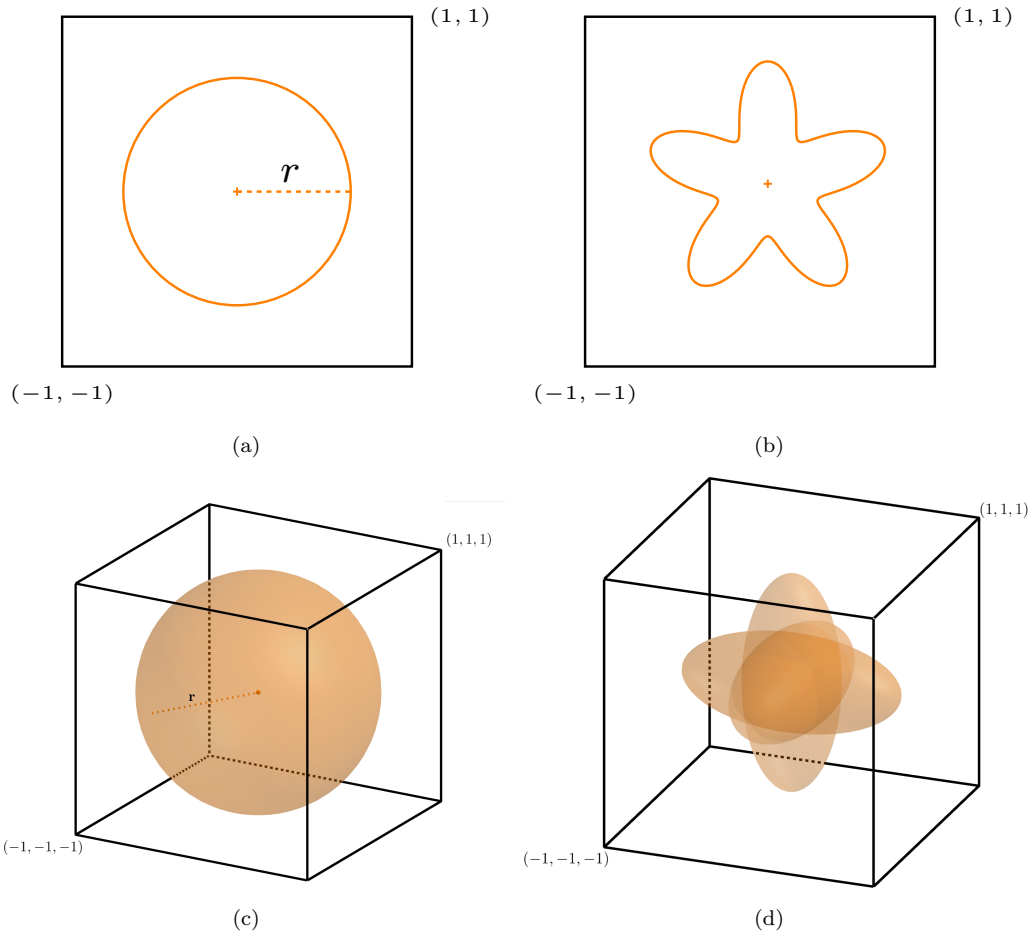 (1, 1)
r
(−1, −1)
(a)
(1, 1)
(−1, −1)
(b)
(1, 1, 1)
r
(−1, −1, −1)
(c)
(1, 1, 1)
(−1, −1, −1)
(d)